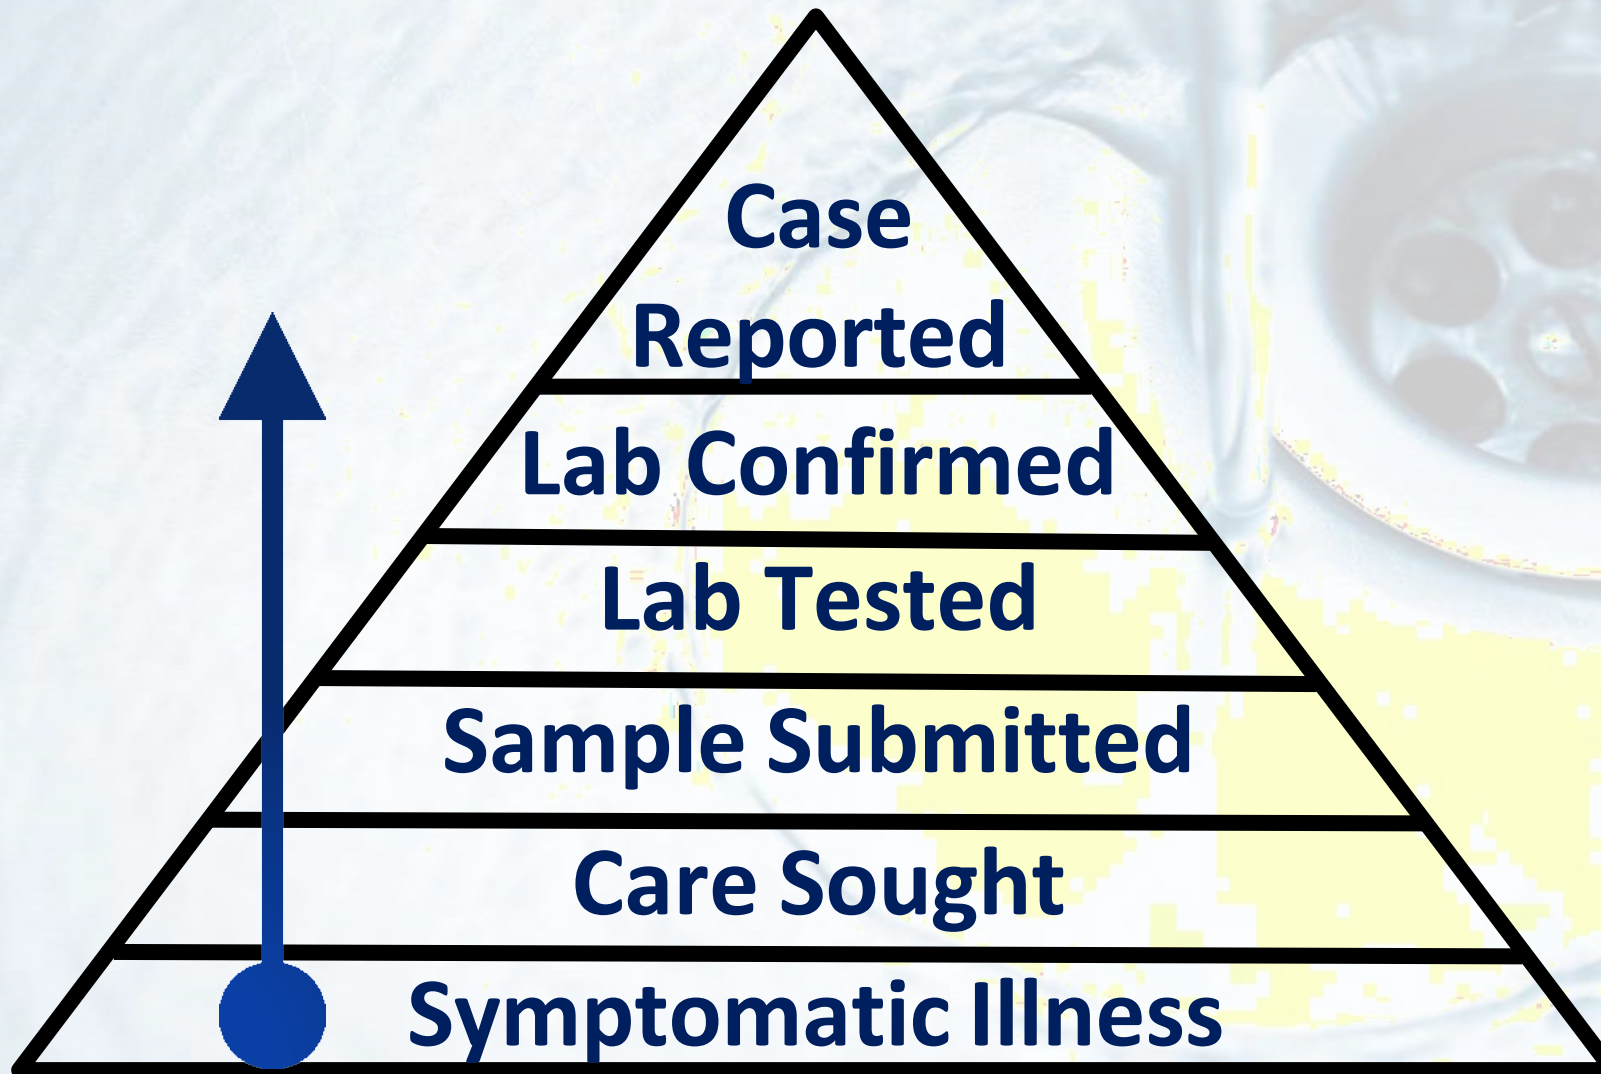 Case
Reported
Lab Confirmed
Lab Tested
Sample Submitted
Care Sought
Symptomatic Illness